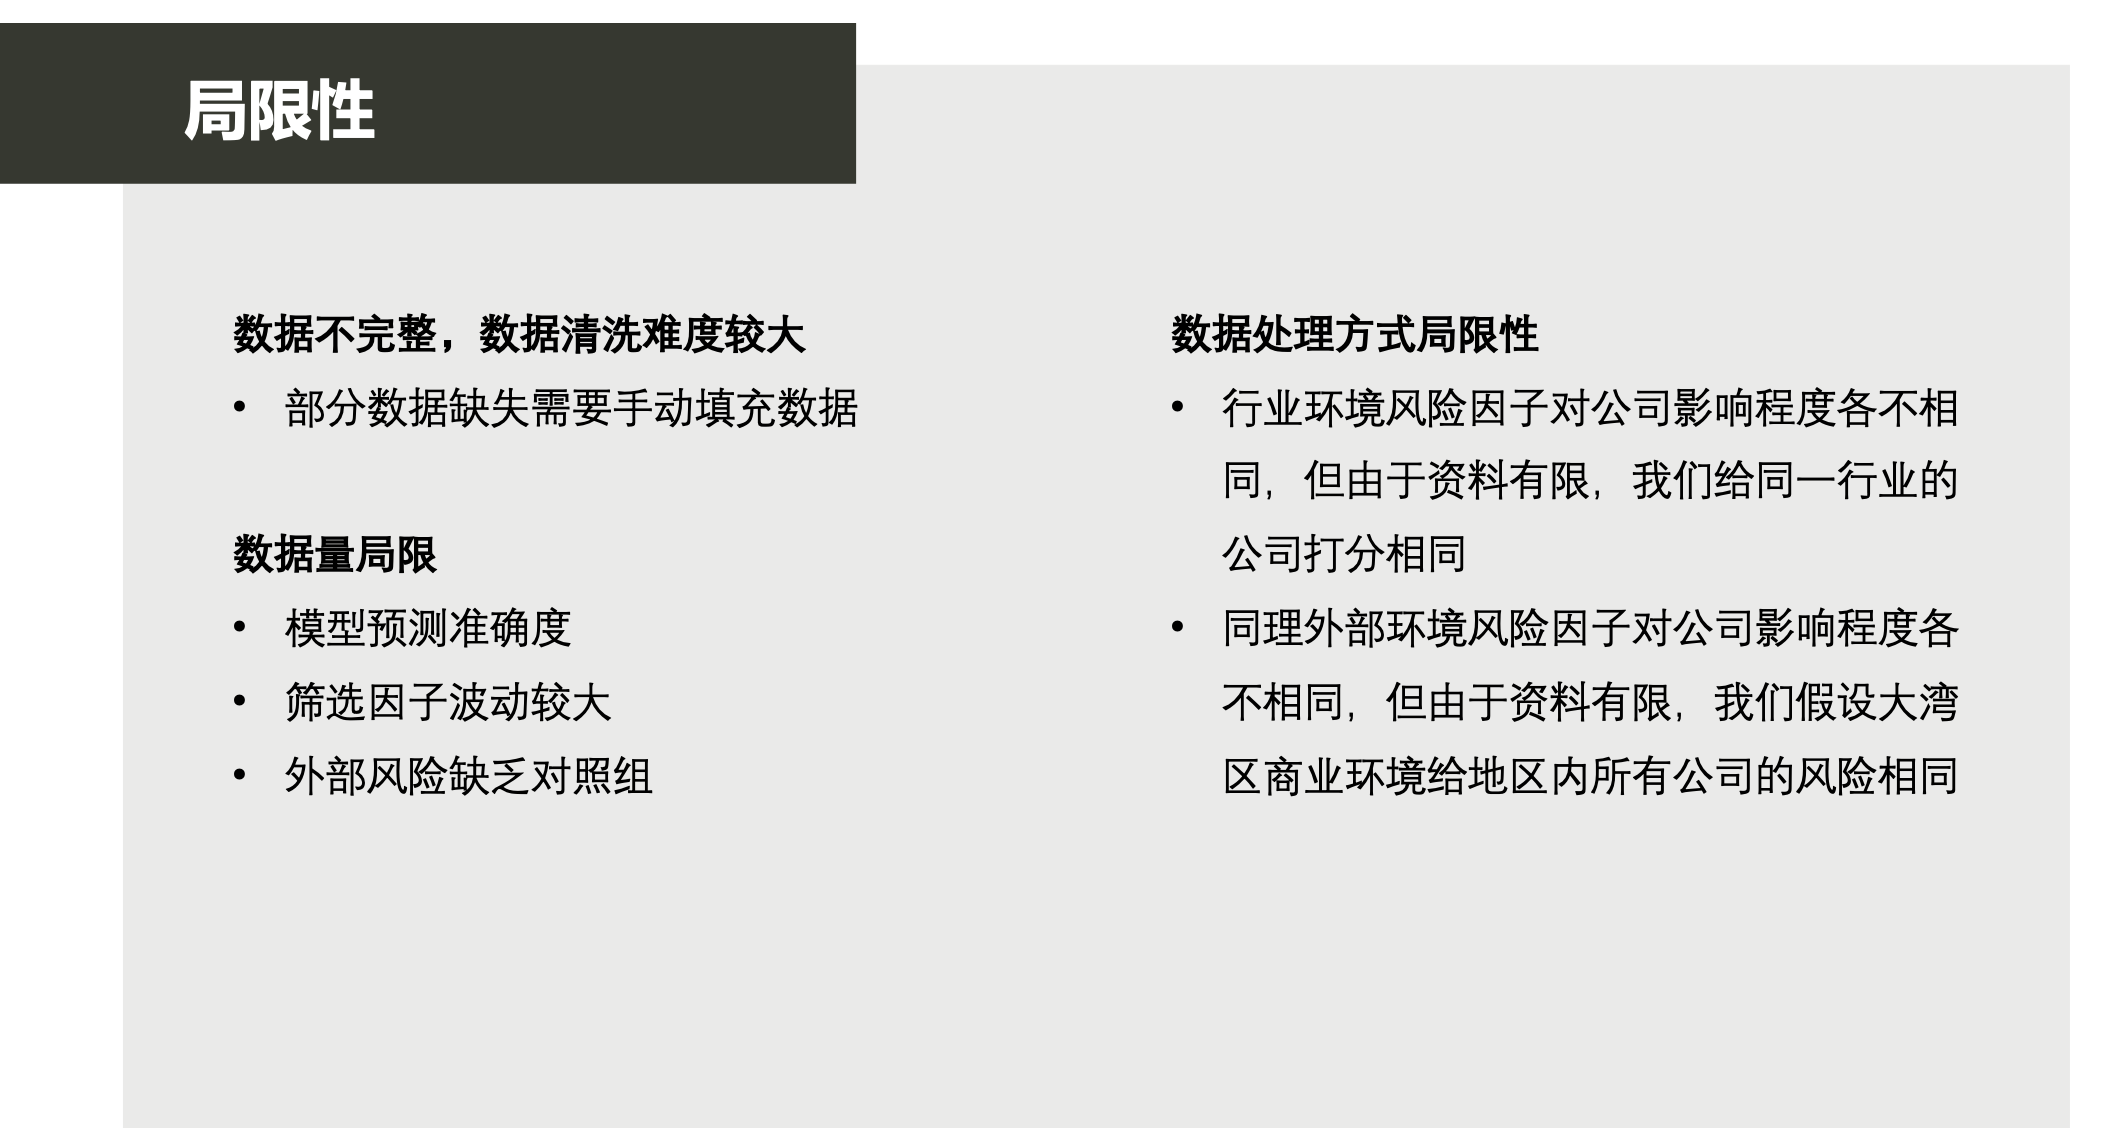 局限性
数据不完整，数据清洗难度较大
• 部分数据缺失需要手动填充数据
数据量局限
• 模型预测准确度
• 筛选因子波动较大
• 外部风险缺乏对照组
数据处理方式局限性
• 行业环境风险因子对公司影响程度各不相
同，但由于资料有限，我们给同一行业的
公司打分相同
• 同理外部环境风险因子对公司影响程度各
不相同，但由于资料有限，我们假设大湾
区商业环境给地区内所有公司的风险相同